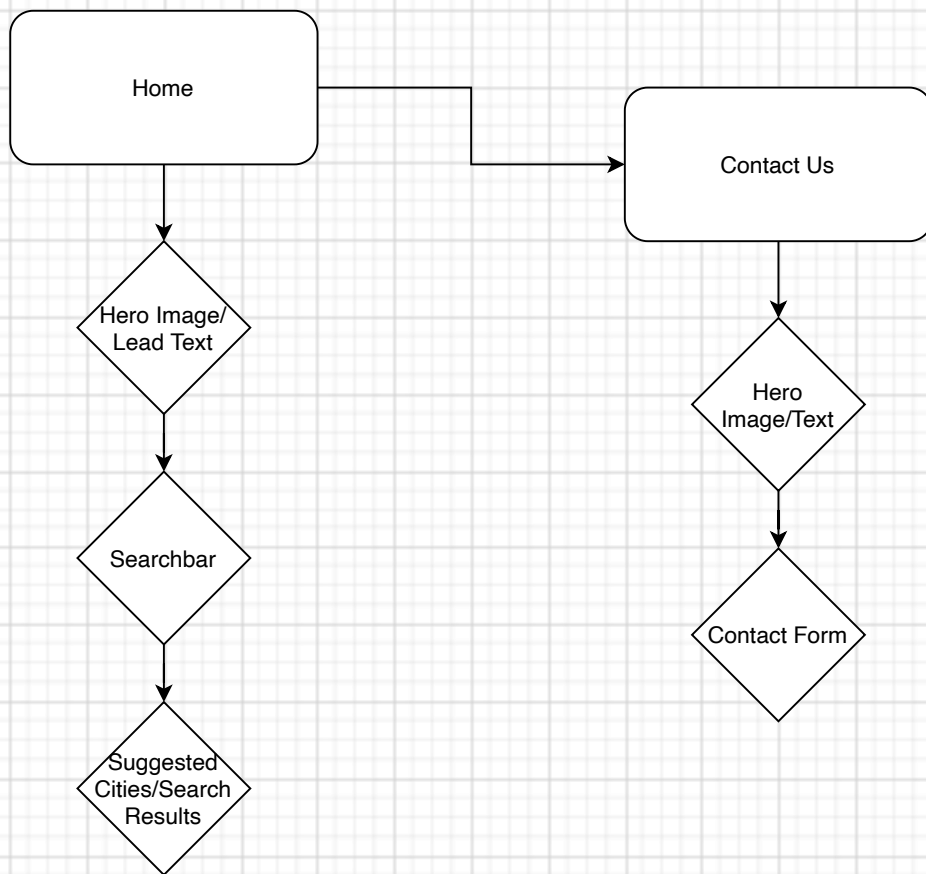 Home
Contact Us
Hero Image/
Lead Text
Hero
Image/Text
Searchbar
Contact Form
Suggested
Cities/Search
Results